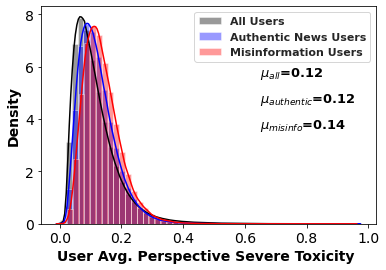 8
6
4
2
0
Density
All Users
Authentic News Users
Misinformation Users
μall=0.12
μauthentic=0.12
μmisinfo=0.14
0.0 0.2 0.4 0.6 0.8 1.0
User Avg. Perspective Severe Toxicity